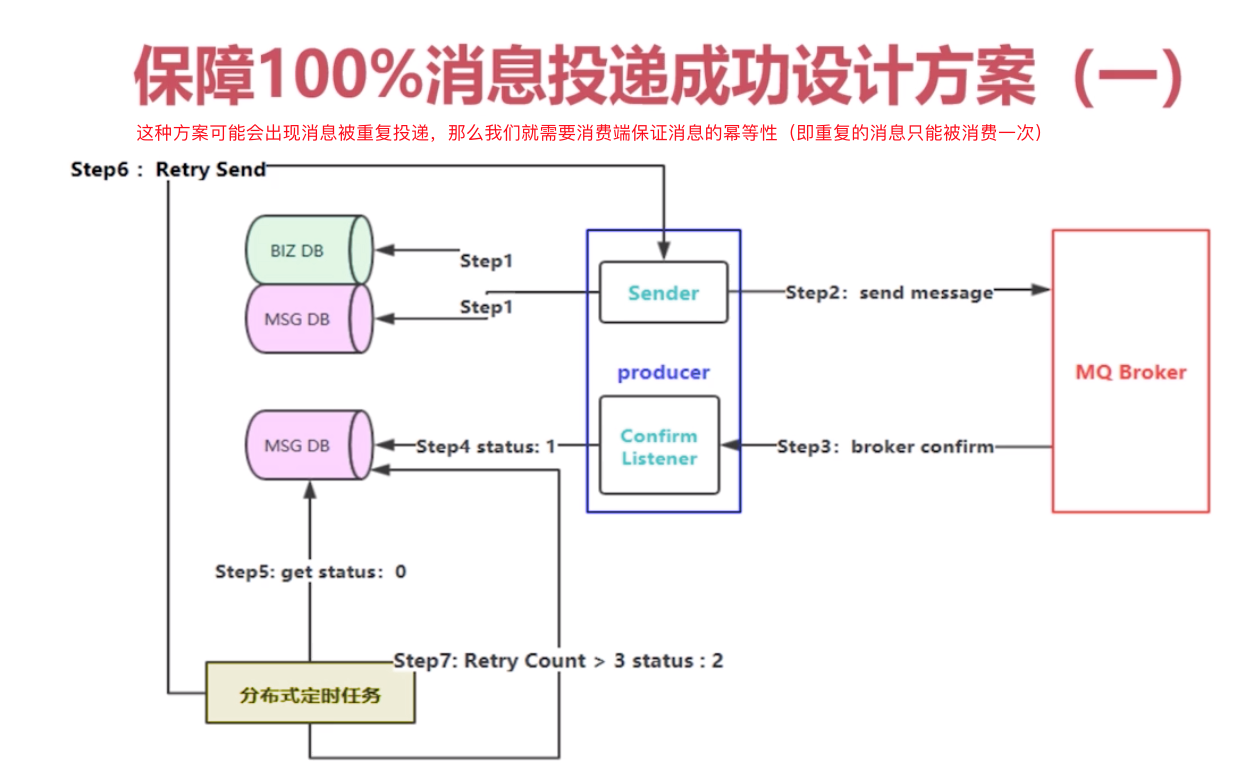 保障100%消息投递成功设计方案（一）
这种方案可能会出现消息被重复投递，那么我们就需要消费端保证消息的幂等性（即重复的消息只能被消费一次）
Step6 : Retry Send
BIZ DB
Step1
MSG DB
Step1
Sender
Step2: send message
producer
MQ Broker
MSG DB
Step4 status: 1
Confirm
Listener
Step3: broker confirm
Step5: get status: 0
Step7: Retry Count > 3 status : 2
分布式定时任务